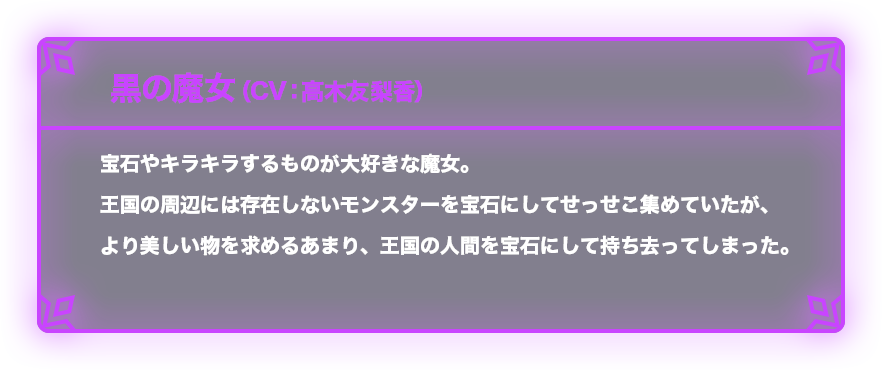 黒の魔女 (CV:高木友梨香)
宝石やキラキラするものが大好きな魔女。
王国の周辺には存在しないモンスターを宝石にしてせっせこ集めていたが、
より美しい物を求めるあまり、王国の人間を宝石にして持ち去ってしまった。